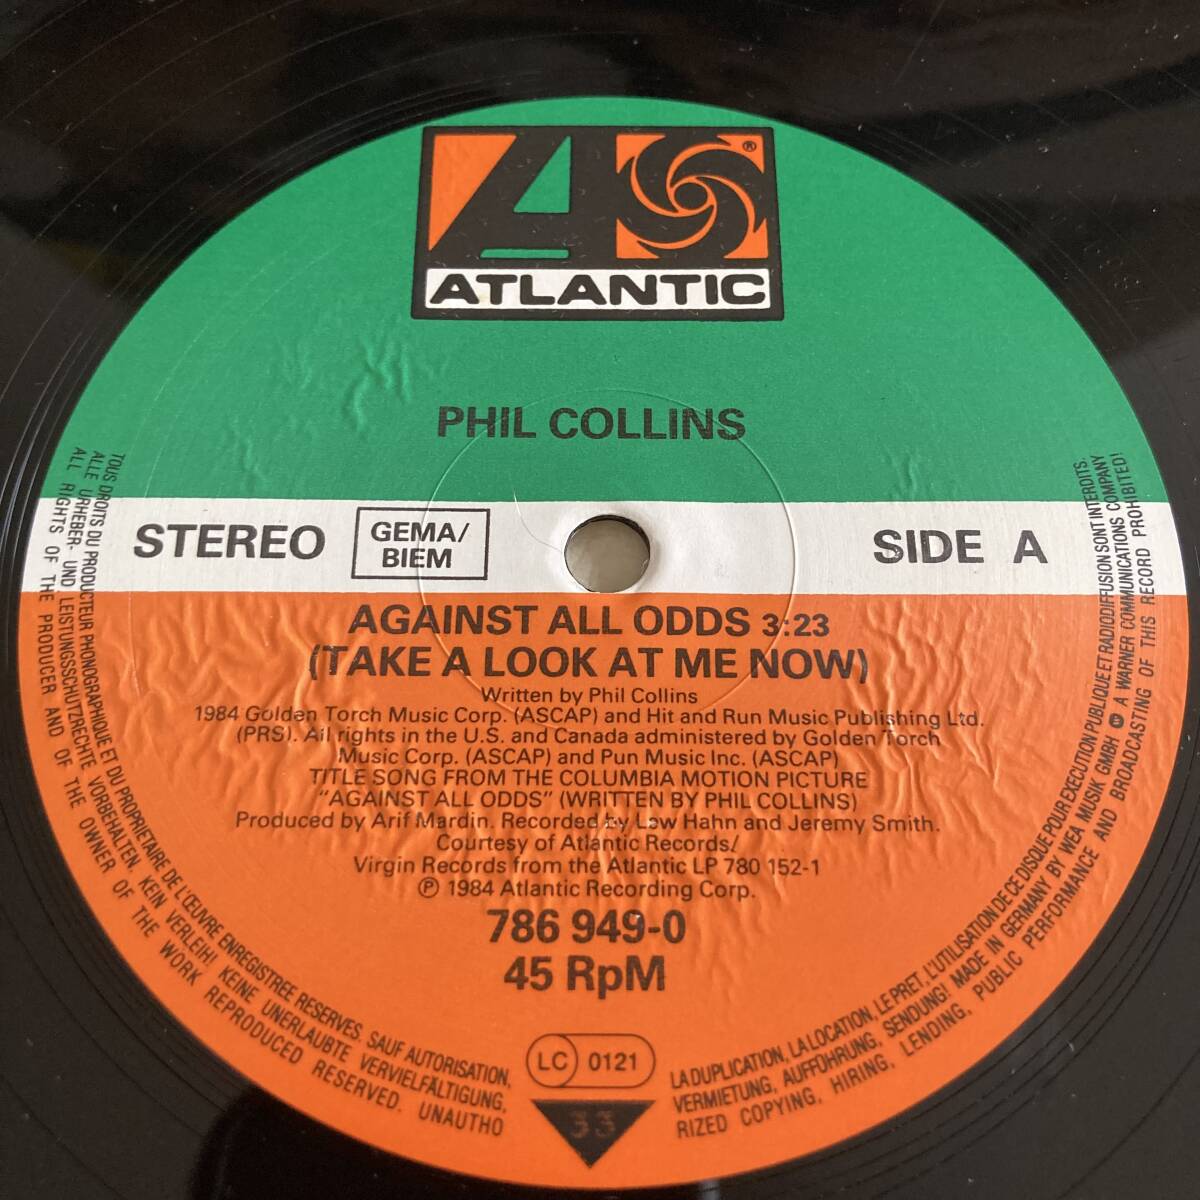 ®
ATLANTIC
PHIL COLLINS
STEREO
GEMA/
BIEM
SIDE A
AGAINST ALL ODDS 3:23
(TAKE A LOOK AT ME NOW)
Written by Phil Collins
1984 Golden Torch Music Corp. (ASCAP) and Hit and Run Music Publishing Ltd.
(PRS). All rights in the U.S. and Canada administered by Golden Torch
Music Corp. (ASCAP) and Pun Music Inc. (ASCAP)
TITLE SONG FROM THE COLUMBIA MOTION PICTURE
"AGAINST ALL ODDS" (WRITTEN BY PHIL COLLINS)
Produced by Arif Mardin. Recorded by Lew Hahn and Jeremy Smith.
Courtesy of Atlantic Records/
Virgin Records from the Atlantic LP 780 152-1
℗ 1984 Atlantic Recording Corp.
786 949-0
45 RpM
LC 0121
33
TOUS DROITS DU PRODUCTEUR PHONOGRAPHIQUE ET DU PROPRIETAIRE DE L'ŒUVRE ENREGISTREE RESERVES. SAUF AUTORISATION,
LA DUPLICATION, LA LOCATION, LE PRET, L'UTILISATION DE CE DISQUE POUR EXECUTION PUBLIQUE ET RADIODIFFUSION SONT INTERDITS.
ALLE URHEBER- UND LEISTUNGSSCHUTZRECHTE VORBEHALTEN. KEIN VERLEIH! KEINE UNERLAUBTE VERVIELFÄLTIGUNG,
VERMIETUNG, AUFFÜHRUNG, SENDUNG! MADE IN GERMANY BY WEA MUSIK GMBH A WARNER COMMUNICATIONS COMPANY
ALL RIGHTS OF THE PRODUCER AND OF THE OWNER OF THE WORK REPRODUCED RESERVED. UNAUTHO
RIZED COPYING, HIRING, LENDING, PUBLIC PERFORMANCE AND BROADCASTING OF THIS RECORD PROHIBITED!